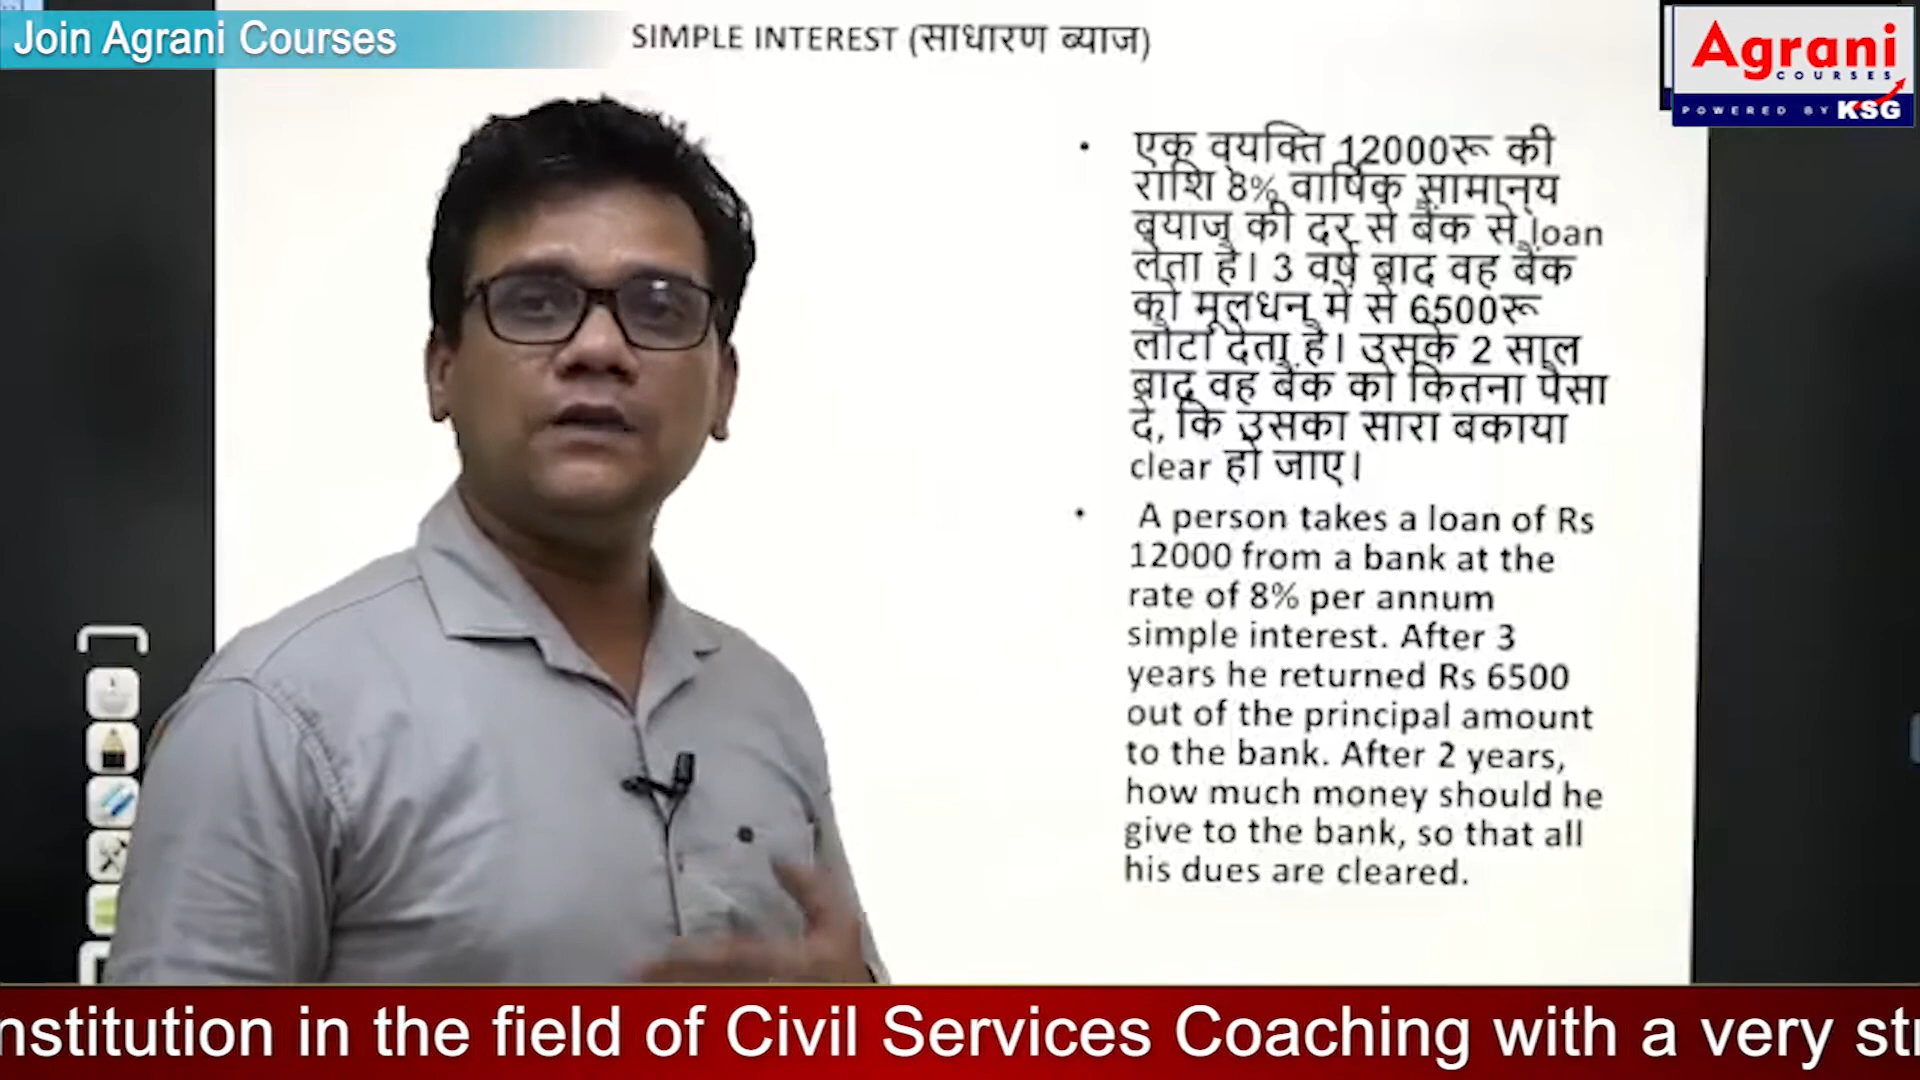 Join Agrani Courses
SIMPLE INTEREST (साधारण ब्याज)
Agrani
COURSES
POWERED BY KSG
• एक व्यक्ति 12000रू की
राशि 8% वार्षिक सामान्य
ब्याज की दर से बैंक से loan
लेता है। 3 वर्ष बाद वह बैंक
को मूलधन में से 6500रू
लौटा देता है। उसके 2 साल
बाद वह बैंक को कितना पैसा
दे, कि उसका सारा बकाया
clear हो जाए।
• A person takes a loan of Rs
12000 from a bank at the
rate of 8% per annum
simple interest. After 3
years he returned Rs 6500
out of the principal amount
to the bank. After 2 years,
how much money should he
give to the bank, so that all
his dues are cleared.
nstitution in the field of Civil Services Coaching with a very str